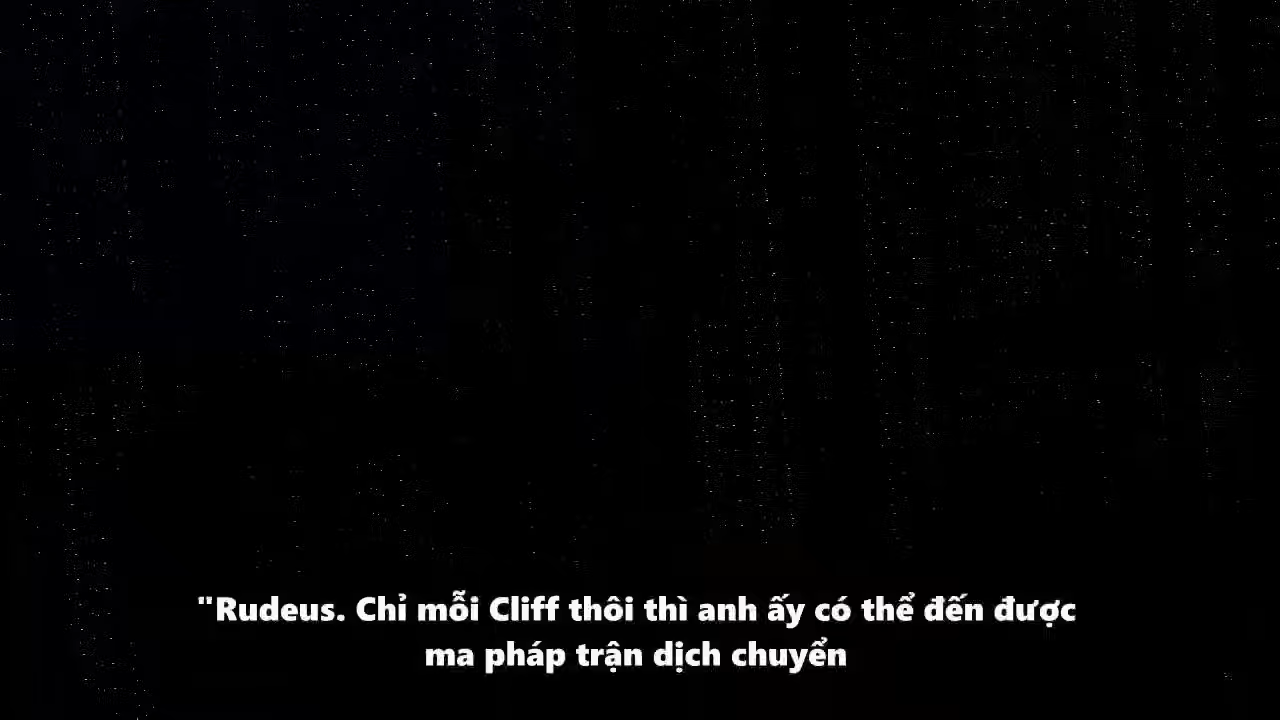 "Rudeus. Chỉ mỗi Cliff thôi thì anh ấy có thể đến được
ma pháp trận dịch chuyển